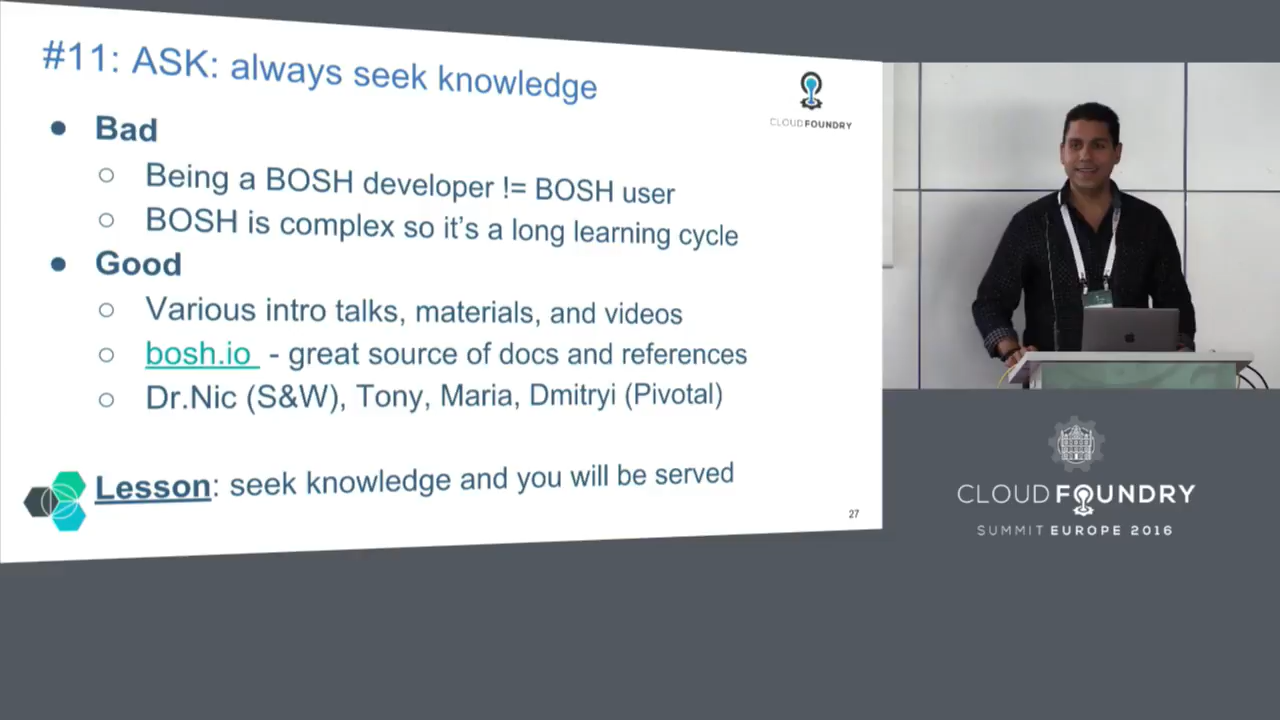 #11: ASK: always seek knowledge
CLOUD FOUNDRY
● Bad
○ Being a BOSH developer != BOSH user
○ BOSH is complex so it's a long learning cycle
● Good
○ Various intro talks, materials, and videos
○ bosh.io - great source of docs and references
○ Dr.Nic (S&W), Tony, Maria, Dmitryi (Pivotal)
Lesson: seek knowledge and you will be served
27
CLOUD FOUNDRY
SUMMIT EUROPE 2016